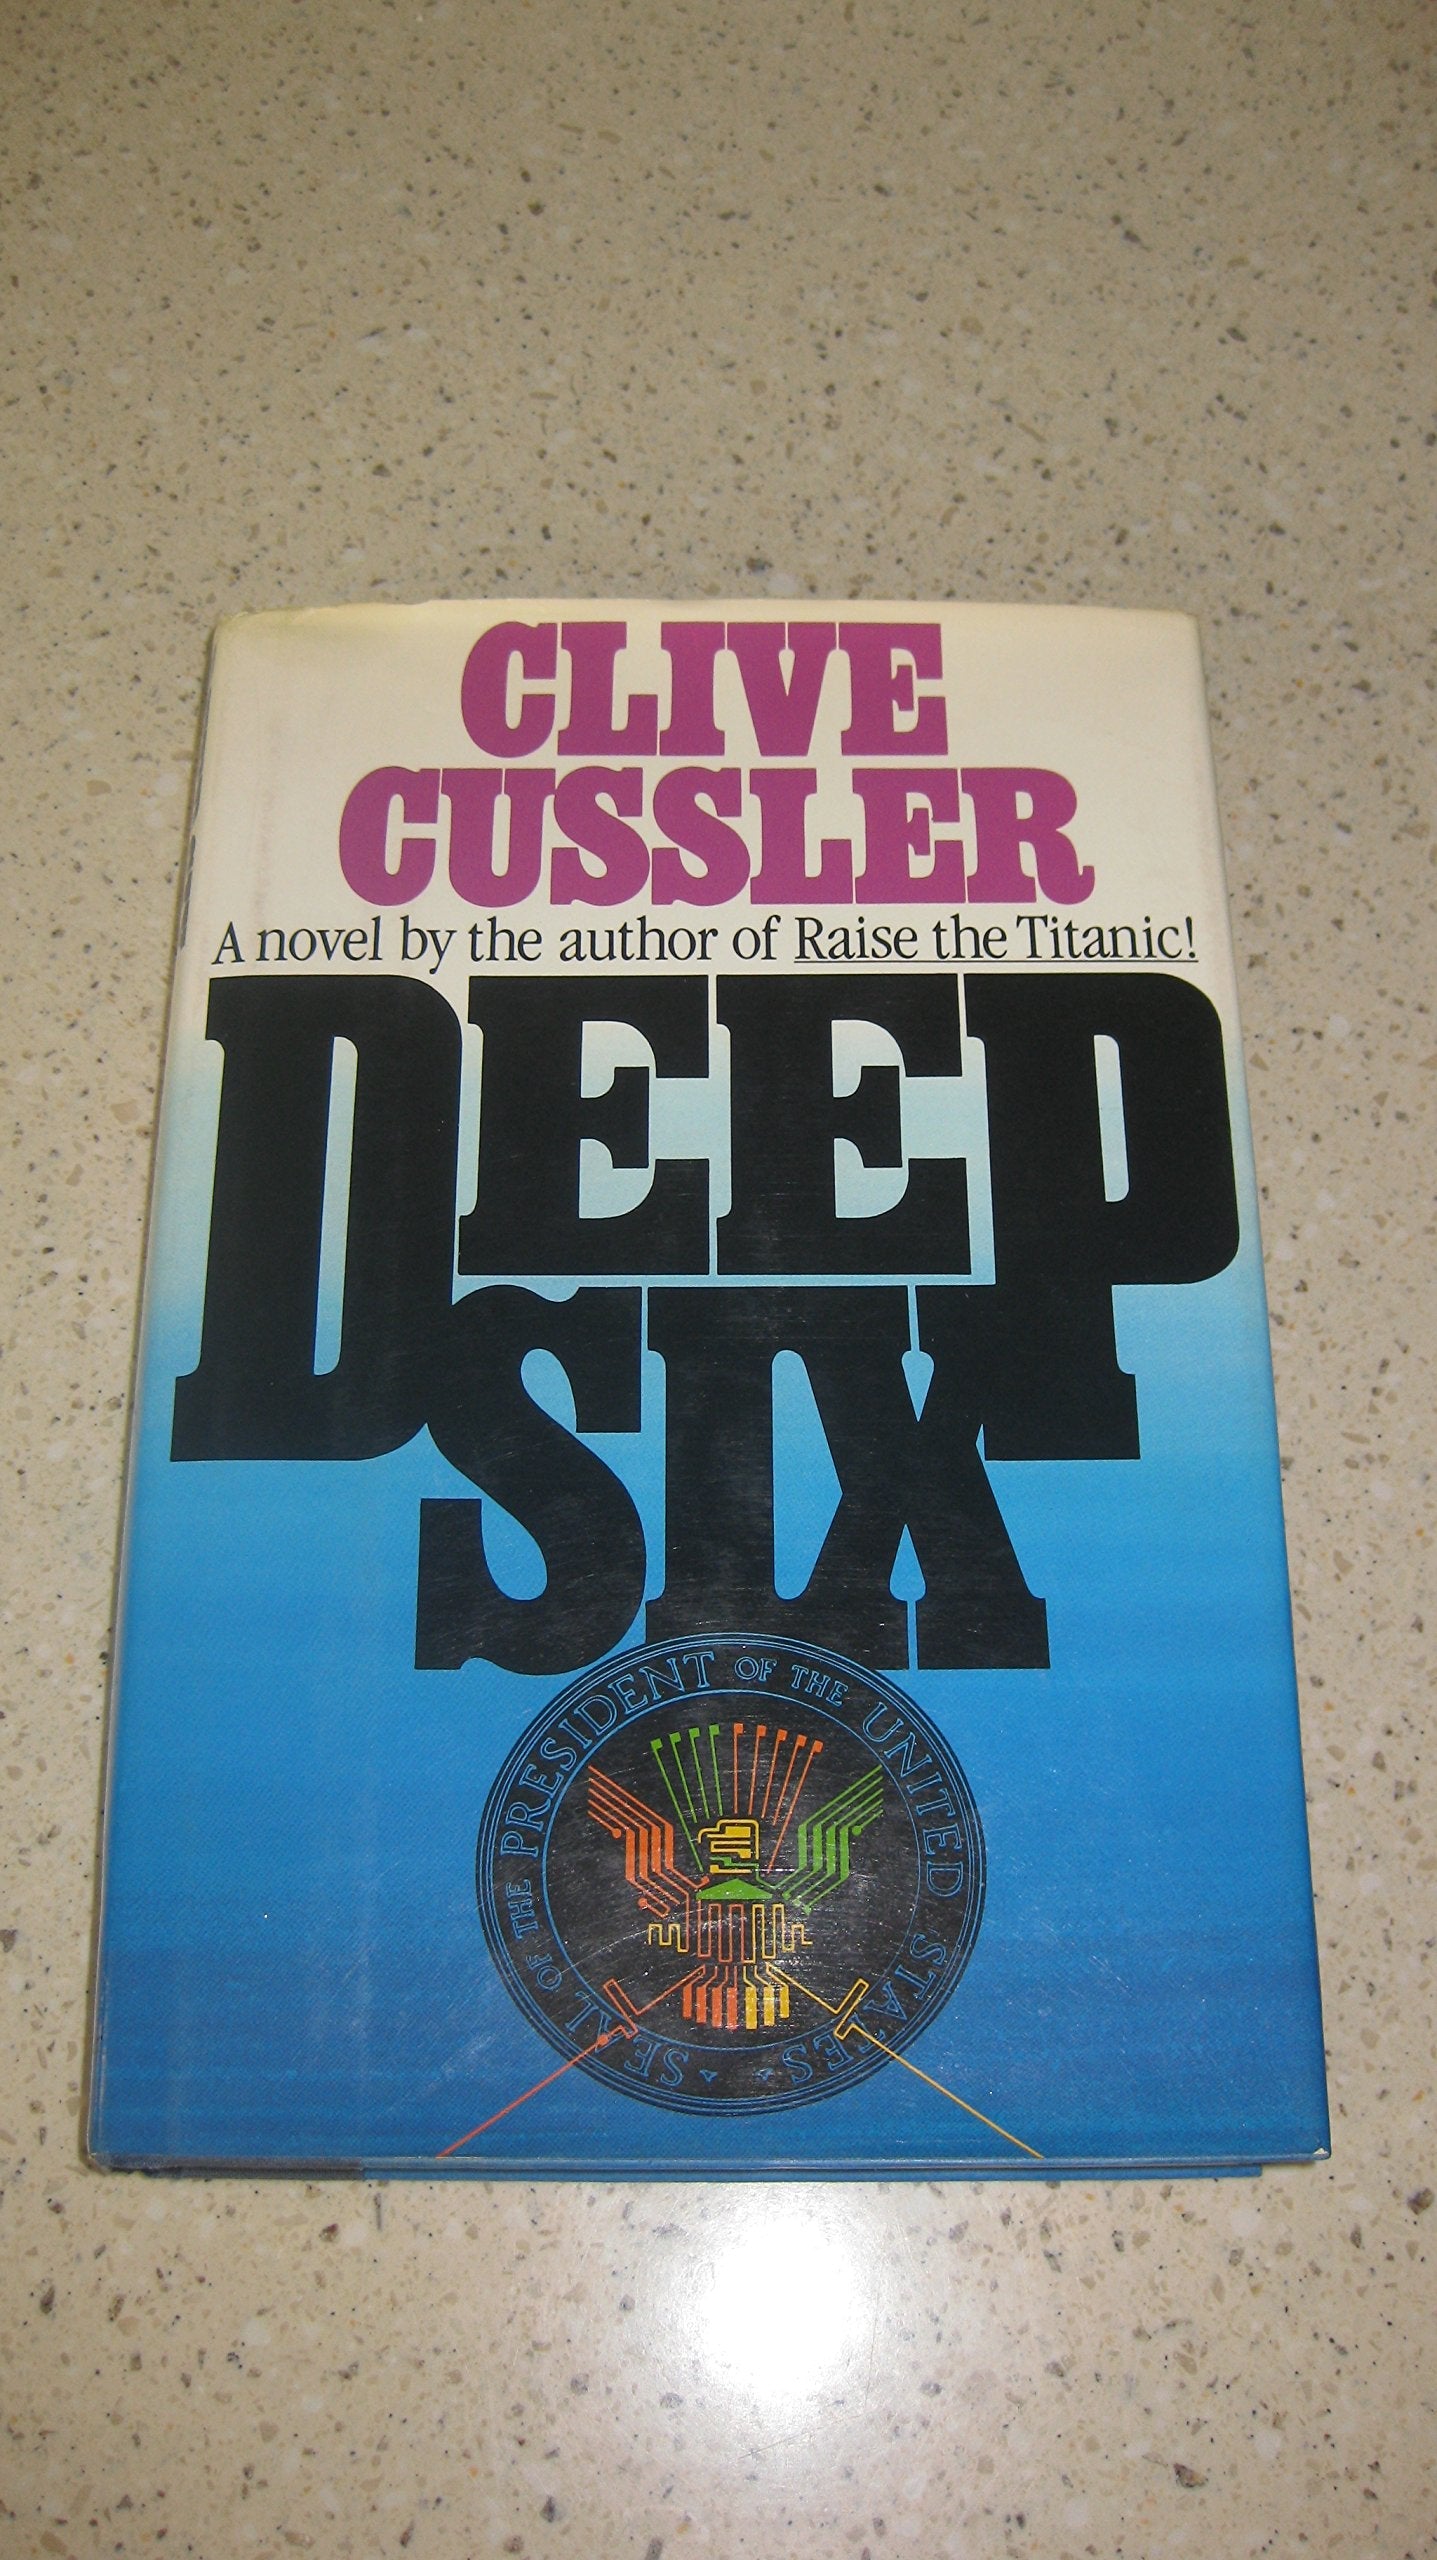 CLIVE
CUSSLER
A novel by the author of Raise the Titanic!
DEEP
SIX
SEAL OF THE PRESIDENT OF THE UNITED STATES